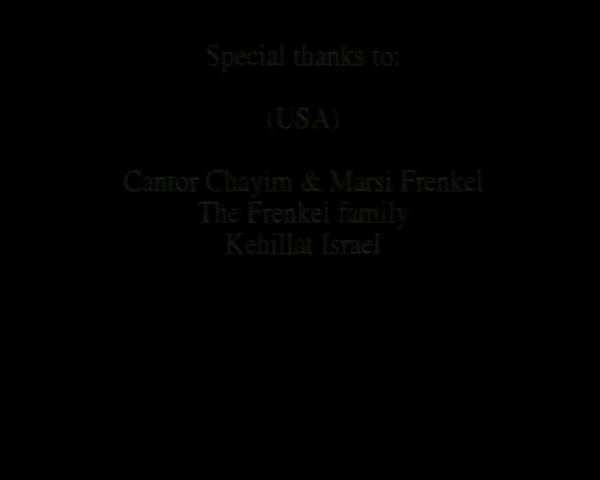 Special thanks to:
(USA)
Cantor Chayim & Marsi Frenkel
The Frenkel family
Kehillat Israel